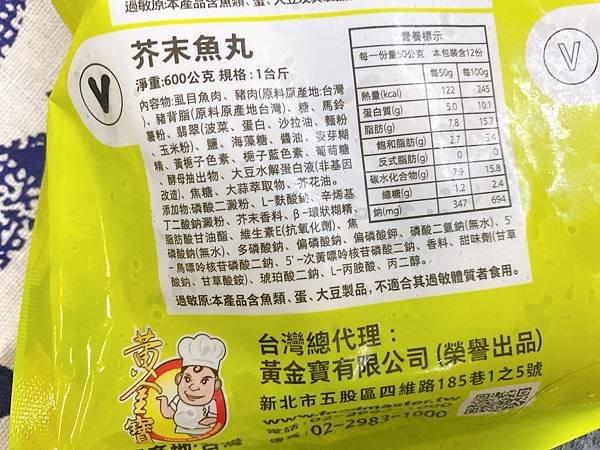 過敏原:本產品含魚類、蛋、大豆及其製品
芥末魚丸
淨重:600公克 規格:1台斤
內容物:虱目魚肉、豬肉(原料原產地:台灣
)、豬背脂(原料原產地:台灣)、糖、馬鈴
薯粉、翡翠(波菜、蛋白、沙拉油、麵粉
、玉米粉)、鹽、海藻糖、醬油、麥芽糊
精、黃梔子色素、梔子藍色素、葡萄糖
、酵母抽出物、大豆水解蛋白液(非基因
改造)、焦糖、大蒜萃取物、芥花油。
添加物:磷酸二澱粉、L-麩酸鈉、辛烯基
丁二酸鈉澱粉、芥末香料、β-環狀糊精、
脂肪酸甘油酯、維生素E(抗氧化劑)、焦
磷酸鈉(無水)、多磷酸鈉、偏磷酸鈉、偏磷酸鉀、磷酸二氫鈉(無水)、5'
-次黃嘌呤核苷磷酸二鈉、香料、甜味劑(甘草
酸鈉、甘草酸銨)、琥珀酸二鈉、L-丙胺酸、丙二醇。
過敏原:本產品含魚類、蛋、大豆製品,不適合其過敏體質者食用。
營養標示
每一份量50公克 本包裝含12份
每50g 每100g
熱量(kcal) 122 245
蛋白質(g) 5.0 10.1
脂肪(g) 7.8 15.7
飽和脂肪(g)
反式脂肪(g) 0 0
碳水化合物(g) 7.9 15.8
總糖(g) 1.2 2.4
鈉(mg) 347 694
V
V
黃金寶
台灣總代理:
黃金寶有限公司(榮譽出品)
新北市五股區四維路185巷1之5號
電話:
傳真: 02-2983-1000